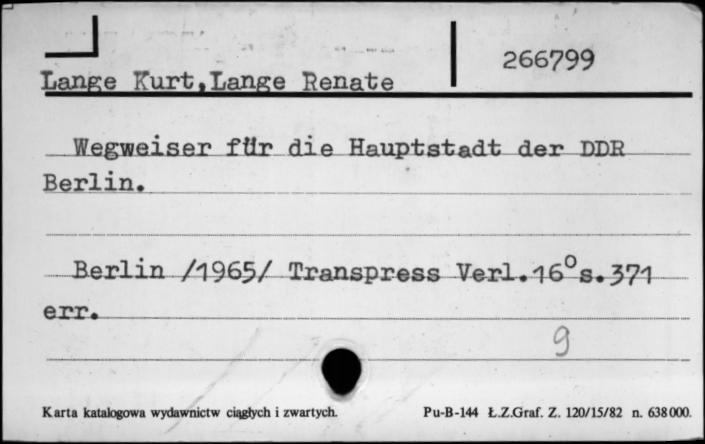 266799
Lange Kurt,Lange Renate
Wegweiser für die Hauptstadt der DDR
Berlin.
Berlin /1965/ Transpress Verl.16⁰s.371
err.
9
Karta katalogowa wydawnictw ciągłych i zwartych. Pu-B-144 Ł.Z.Graf. Z. 120/15/82 n. 638000.